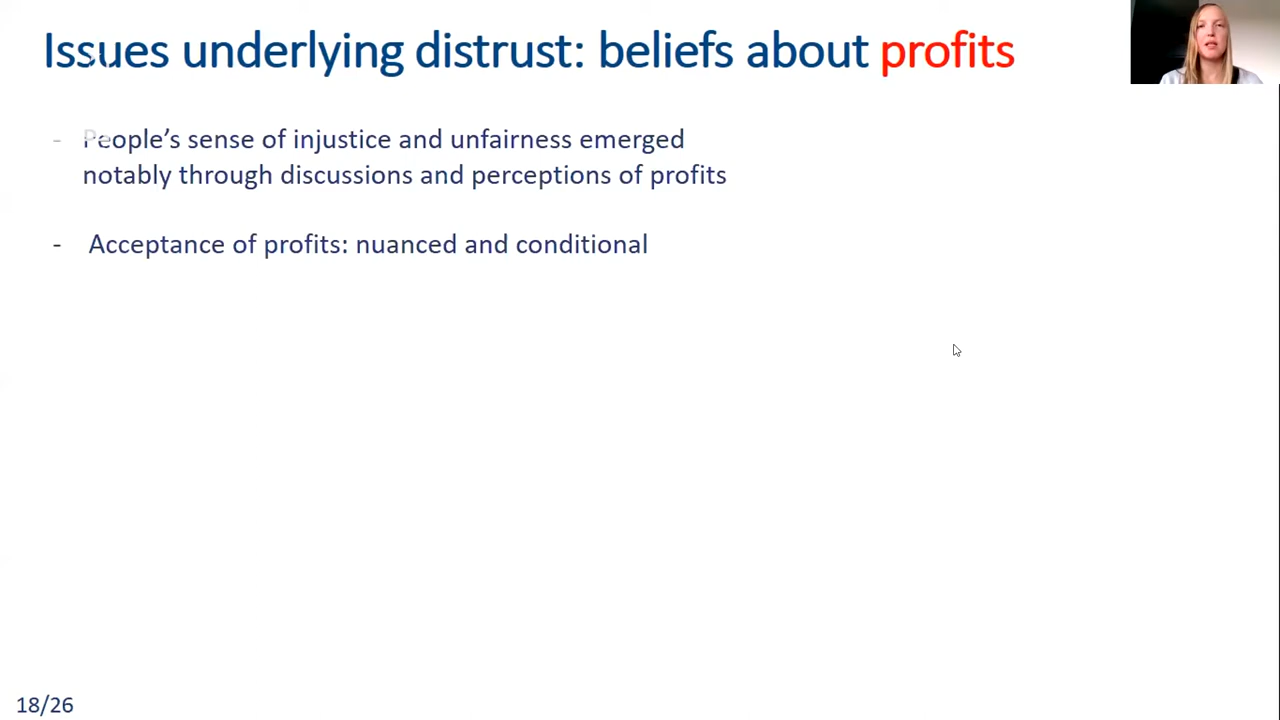 Issues underlying distrust: beliefs about profits
- People’s sense of injustice and unfairness emerged
notably through discussions and perceptions of profits
- Acceptance of profits: nuanced and conditional
18/26